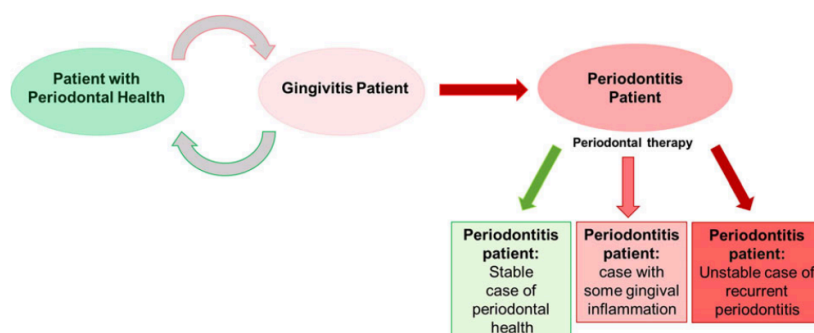 Patient with
Periodontal Health
Gingivitis Patient
Periodontitis
Patient
Periodontal therapy
Periodontitis
patient:
Stable
case of
periodontal
health
Periodontitis
patient:
case with
some gingival
inflammation
Periodontitis
patient:
Unstable case of
recurrent
periodontitis